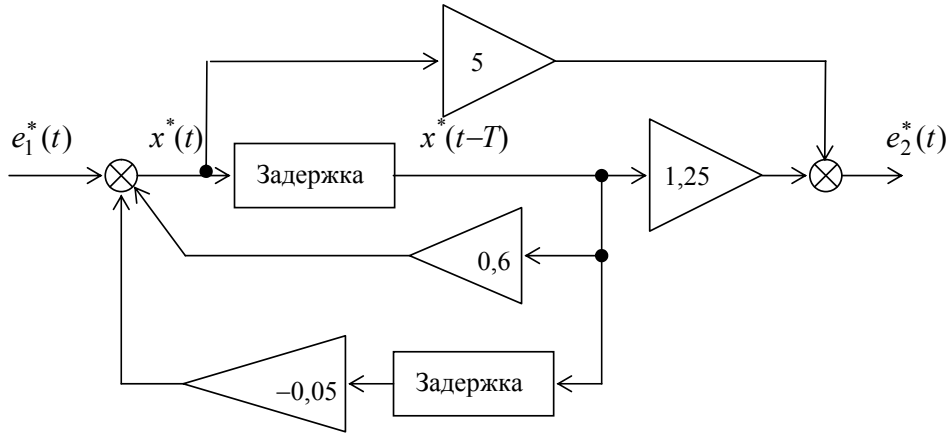 5
e₁*(t)
x*(t)
x*(t−T)
e₂*(t)
Задержка
1,25
0,6
−0,05
Задержка